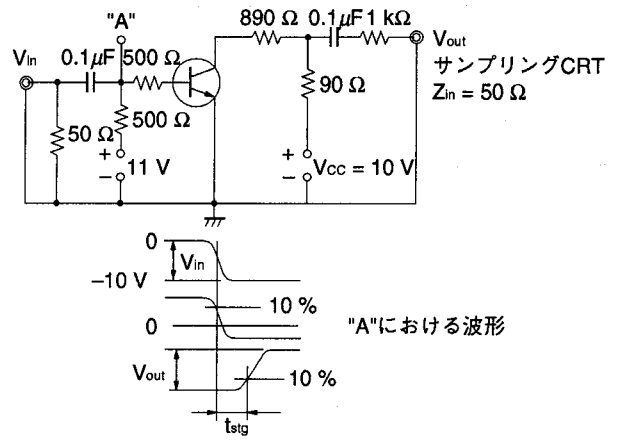 "A"
890 Ω 0.1μF 1 kΩ
Vin 0.1μF 500 Ω Vout
サンプリングCRT
Zin = 50 Ω
90 Ω
50 Ω 500 Ω
+ 11 V −
+ VCC = 10 V −
0
Vin
−10 V
10 %
0 "A"における波形
Vout
10 %
tstg